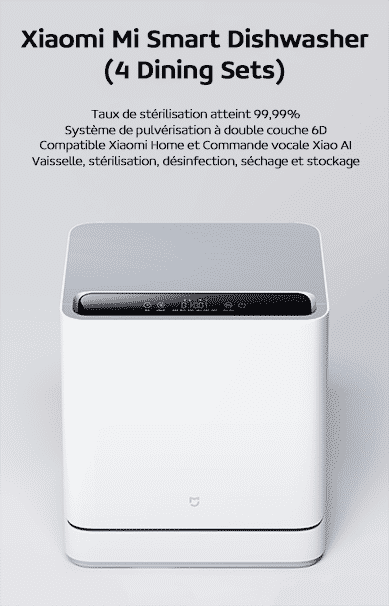 Xiaomi Mi Smart Dishwasher
(4 Dining Sets)
Taux de stérilisation atteint 99,99%
Système de pulvérisation à double couche 6D
Compatible Xiaomi Home et Commande vocale Xiao AI
Vaisselle, stérilisation, désinfection, séchage et stockage